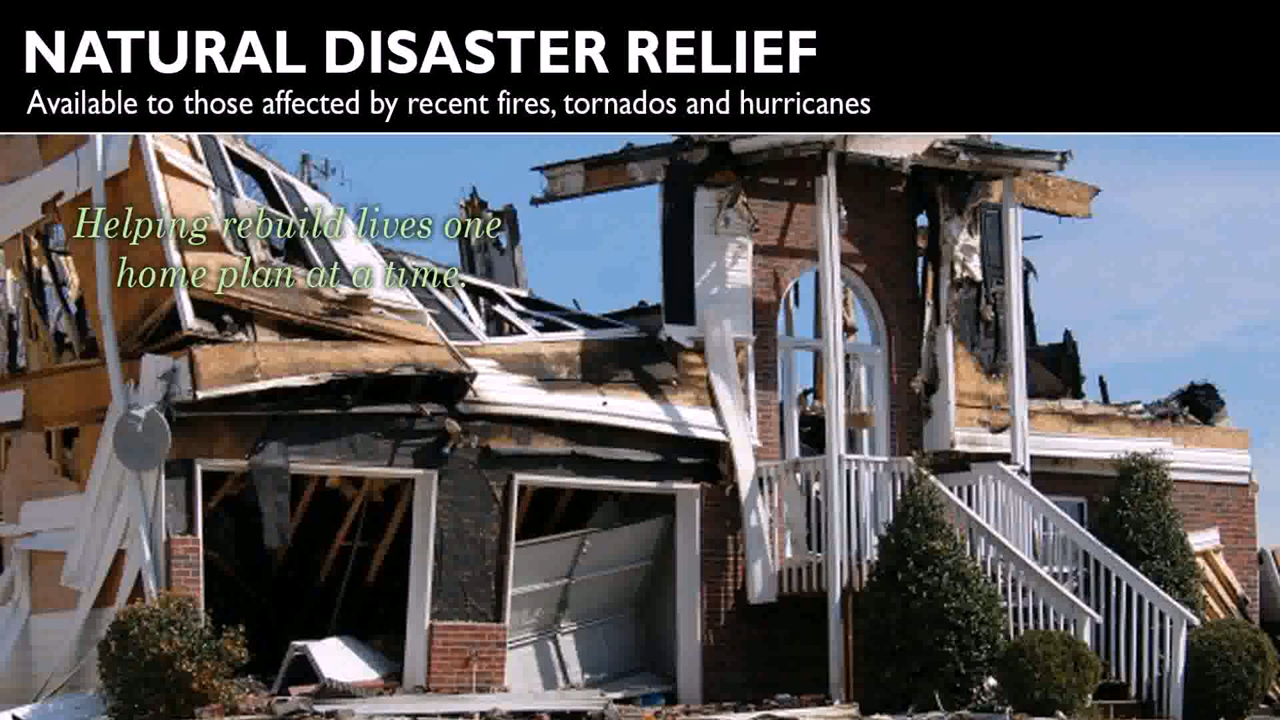 NATURAL DISASTER RELIEF
Available to those affected by recent fires, tornados and hurricanes
Helping rebuild lives one
home plan at a time.